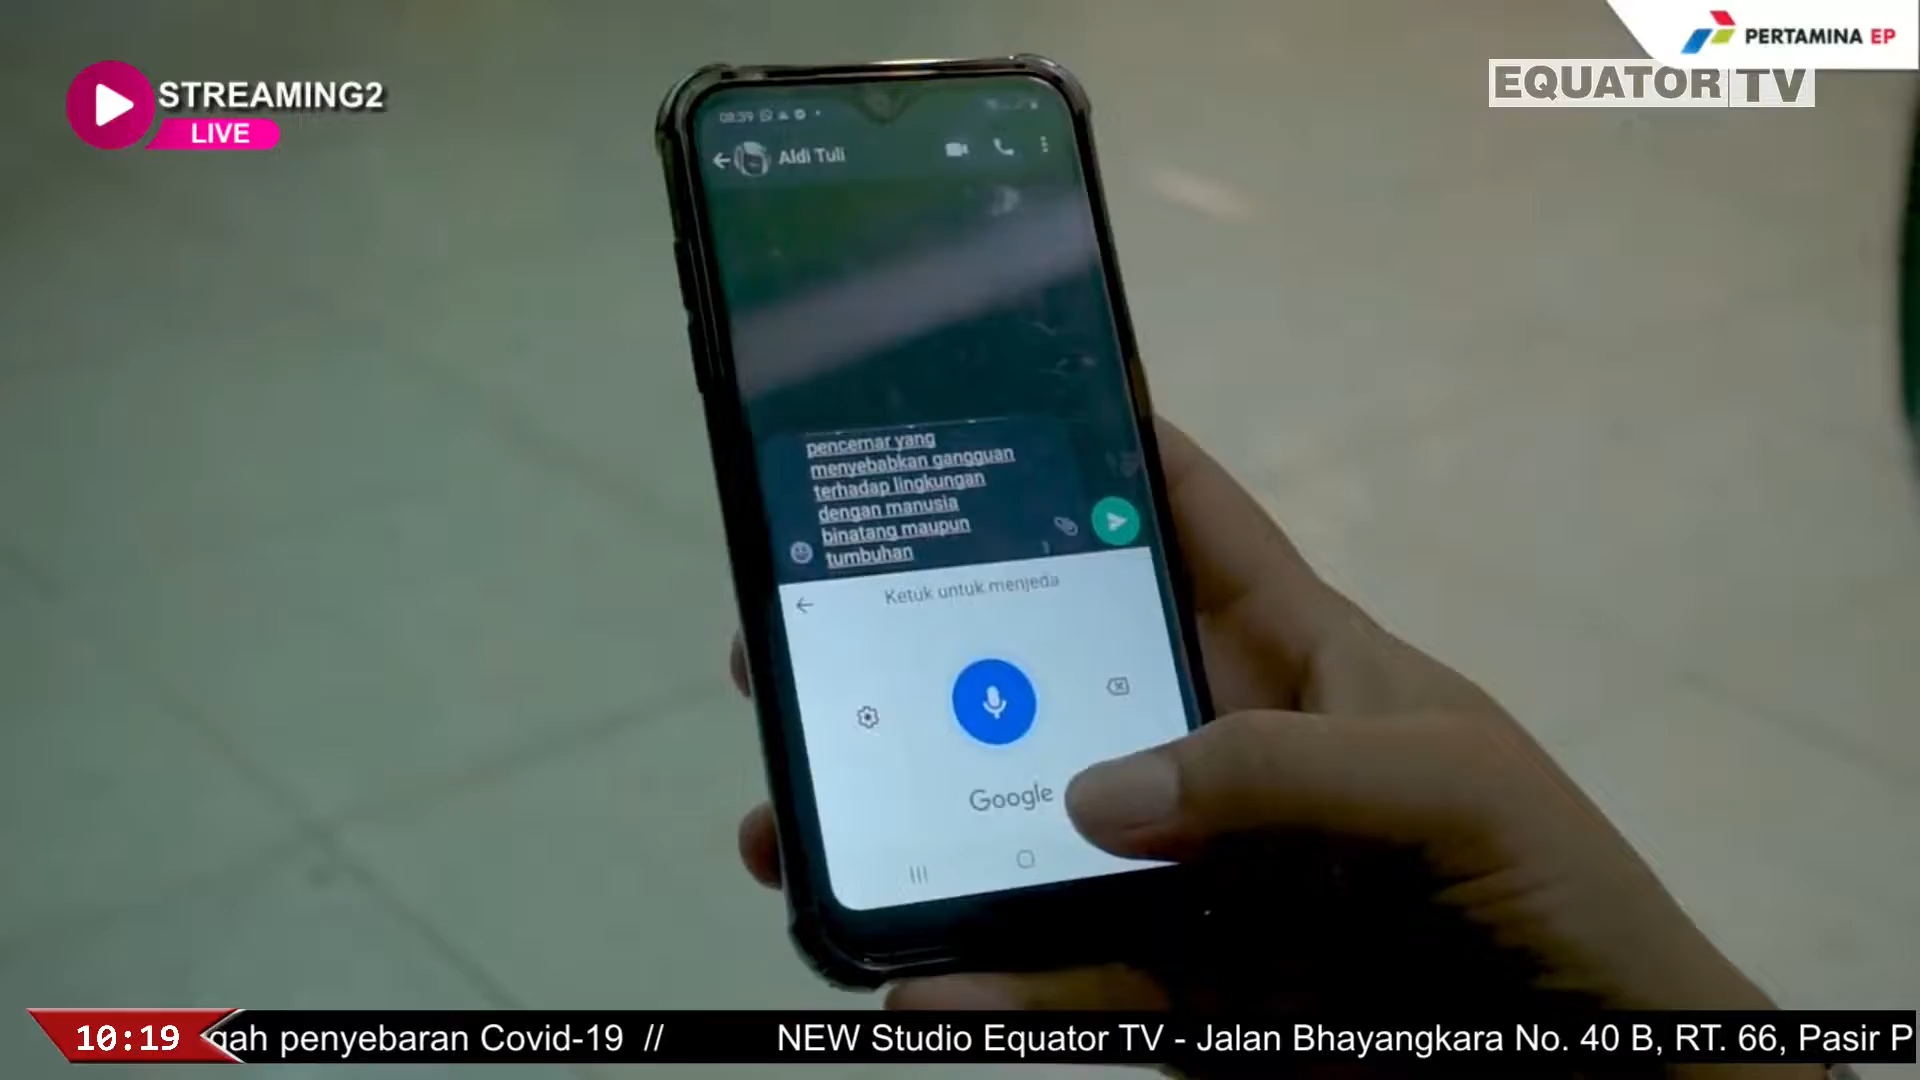 PERTAMINA EP
STREAMING2
LIVE
EQUATOR TV
08.39
Aldi Tuli
pencemar yang
menyebabkan gangguan
terhadap lingkungan
dengan manusia
binatang maupun
tumbuhan
Ketuk untuk menjeda
Google
10:19
gah penyebaran Covid-19 // NEW Studio Equator TV - Jalan Bhayangkara No. 40 B, RT. 66, Pasir P